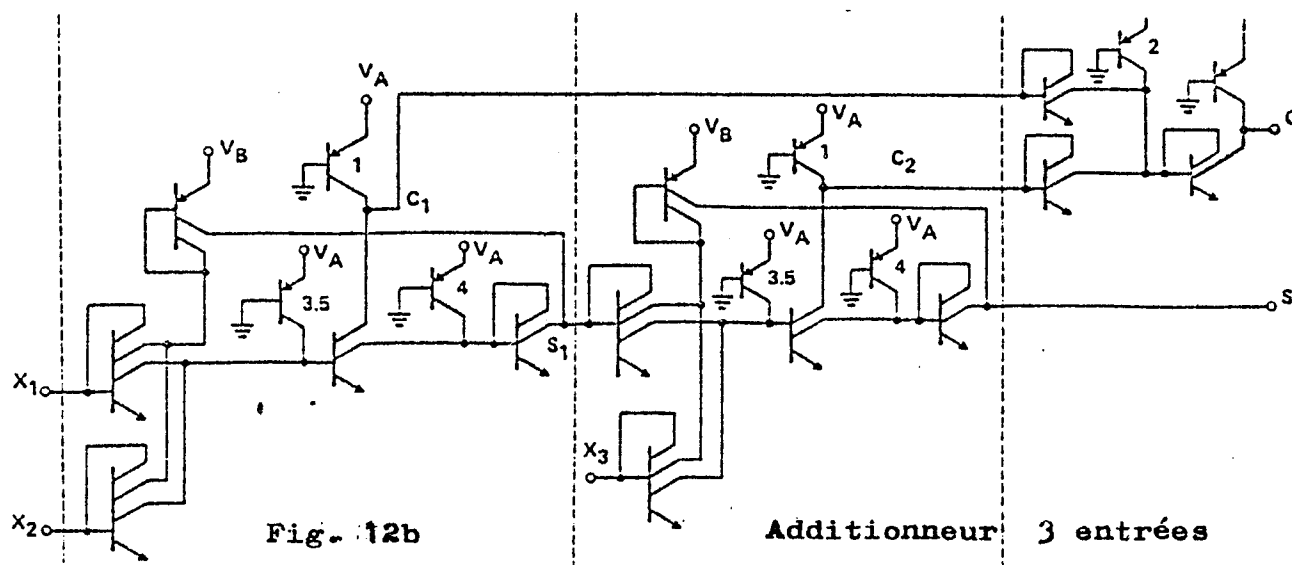 2
V_A
C
V_B
V_A
1
1
C_1
C_2
V_A
V_A
V_A
V_A
3.5
4
3.5
4
S
S_1
X_1
X_3
X_2
Fig. 12b
Additionneur 3 entrées